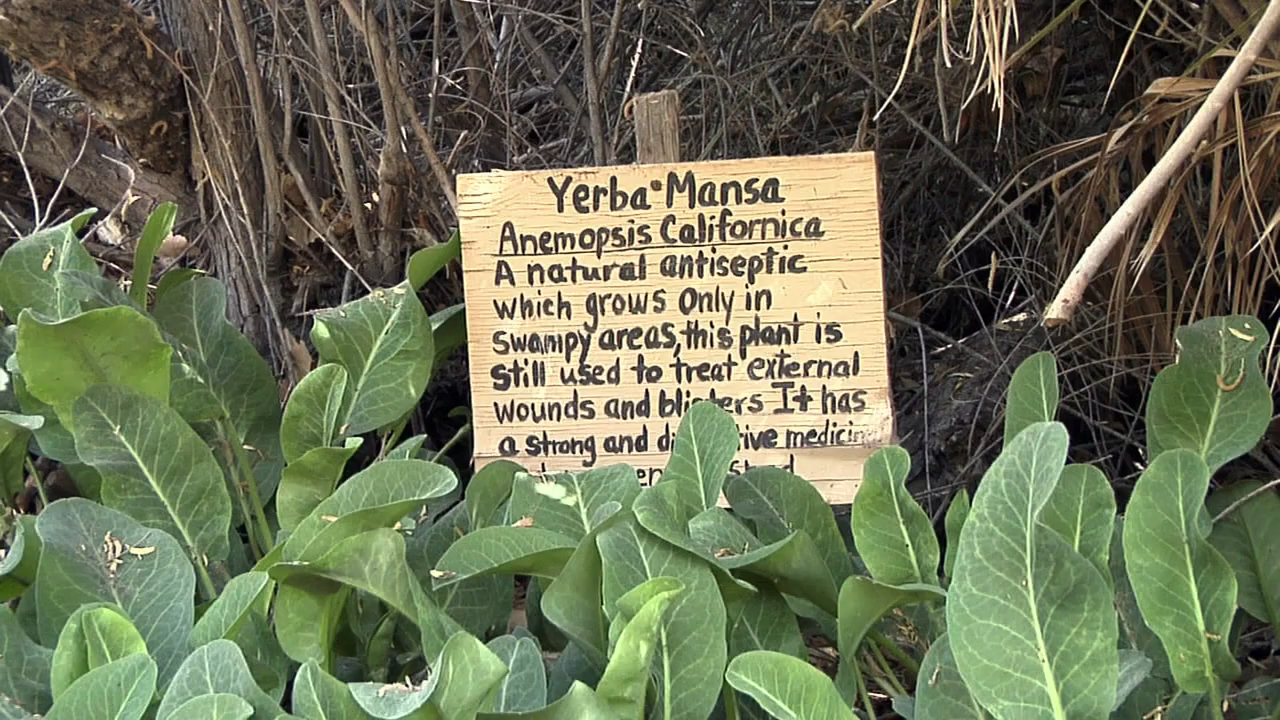 Yerba Mansa
Anemopsis Californica
A natural antiseptic
which grows only in
swampy areas, this plant is
still used to treat external
wounds and blisters It has
a strong and